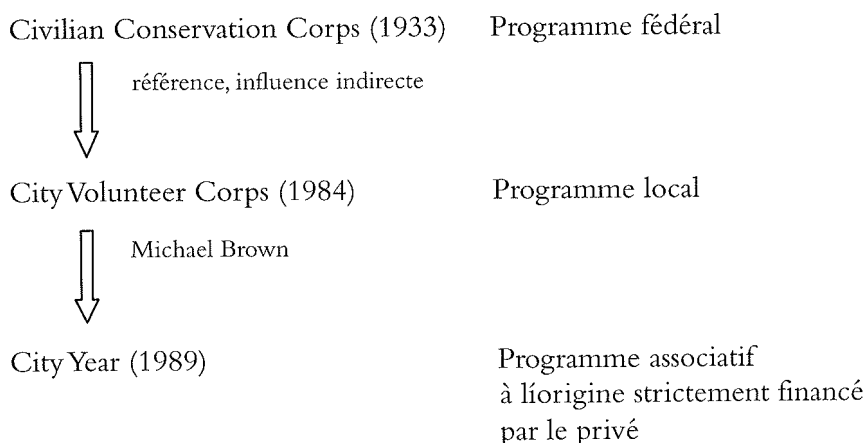 Civilian Conservation Corps (1933) Programme fédéral
référence, influence indirecte
City Volunteer Corps (1984) Programme local
Michael Brown
City Year (1989) Programme associatif
à líorigine strictement financé
par le privé